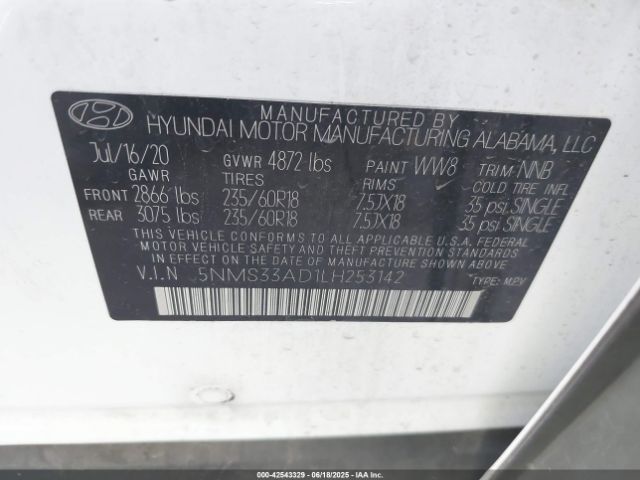 MANUFACTURED BY
HYUNDAI MOTOR MANUFACTURING ALABAMA, LLC
Jul/16/20 GVWR 4872 lbs PAINT WW8 TRIM NNB
GAWR TIRES RIMS COLD TIRE INFL
FRONT 2866 lbs 235/60R18 7.5JX18 35 psi,SINGLE
REAR 3075 lbs 235/60R18 7.5JX18 35 psi SINGLE
THIS VEHICLE CONFORMS TO ALL APPLICABLE U.S.A. FEDERAL
MOTOR VEHICLE SAFETY AND THEFT PREVENTION STANDARDS
IN EFFECT ON THE DATE OF MANUFACTURE SHOWN ABOVE.
V.I.N 5NMS33AD1LH253142
TYPE: M.P.V
000-42543329 - 06/18/2025 - IAAI.COM